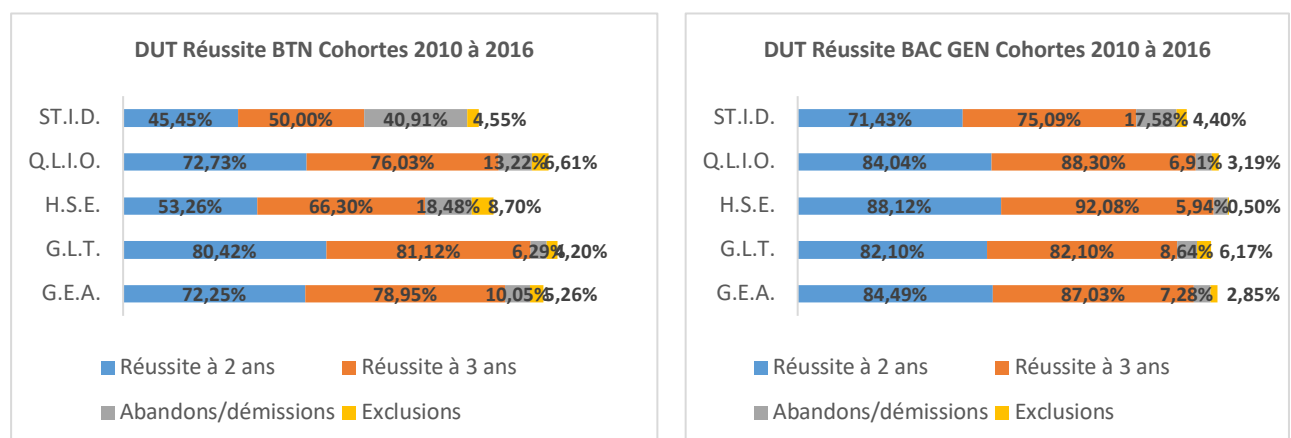 DUT Réussite BTN Cohortes 2010 à 2016
ST.I.D. 45,45% 50,00% 40,91% 4,55%
Q.L.I.O. 72,73% 76,03% 13,22% 6,61%
H.S.E. 53,26% 66,30% 18,48% 8,70%
G.L.T. 80,42% 81,12% 6,29% 4,20%
G.E.A. 72,25% 78,95% 10,05% 5,26%
Réussite à 2 ans Réussite à 3 ans
Abandons/démissions Exclusions
DUT Réussite BAC GEN Cohortes 2010 à 2016
ST.I.D. 71,43% 75,09% 17,58% 4,40%
Q.L.I.O. 84,04% 88,30% 6,91% 3,19%
H.S.E. 88,12% 92,08% 5,94% 0,50%
G.L.T. 82,10% 82,10% 8,64% 6,17%
G.E.A. 84,49% 87,03% 7,28% 2,85%
Réussite à 2 ans Réussite à 3 ans
Abandons/démissions Exclusions